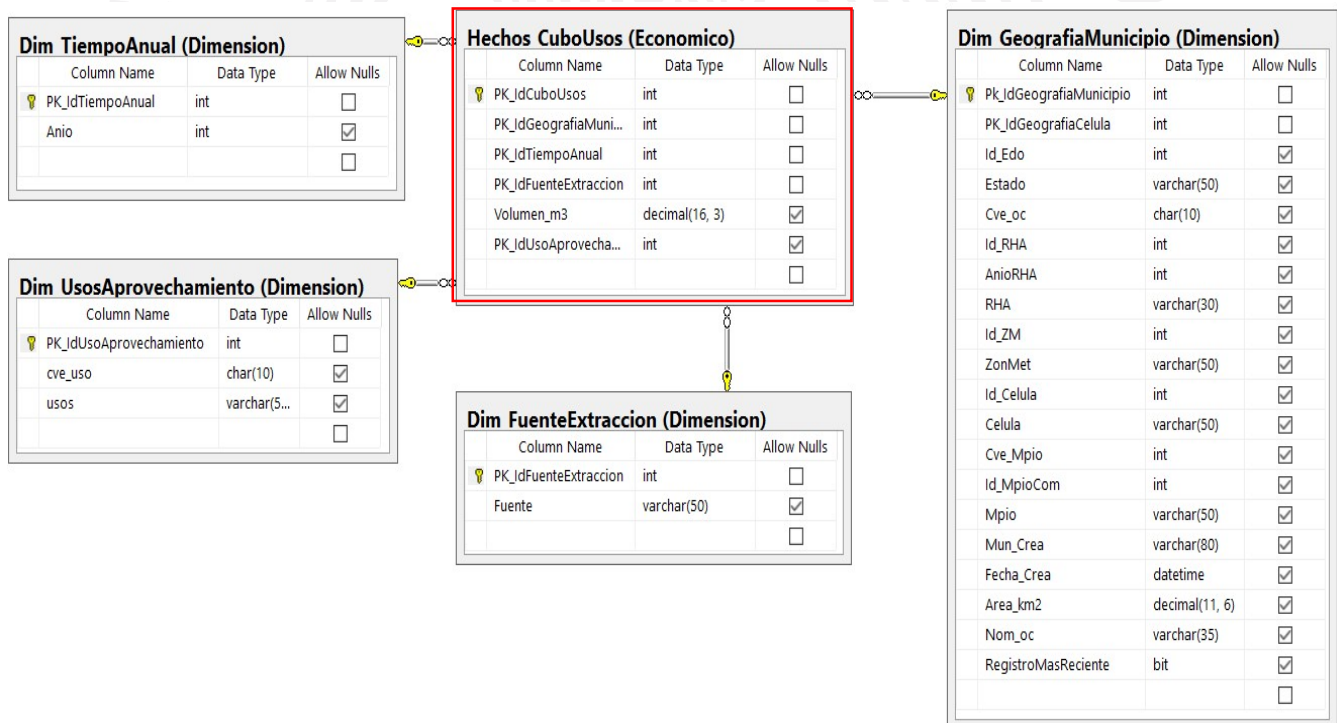 Dim TiempoAnual (Dimension)
Column Name Data Type Allow Nulls
PK_IdTiempoAnual int
Anio int
Dim UsosAprovechamiento (Dimension)
Column Name Data Type Allow Nulls
PK_IdUsoAprovechamiento int
cve_uso char(10)
usos varchar(5...
Hechos CuboUsos (Economico)
Column Name Data Type Allow Nulls
PK_IdCuboUsos int
PK_IdGeografiaMuni... int
PK_IdTiempoAnual int
PK_IdFuenteExtraccion int
Volumen_m3 decimal(16, 3)
PK_IdUsoAprovecha... int
Dim FuenteExtraccion (Dimension)
Column Name Data Type Allow Nulls
PK_IdFuenteExtraccion int
Fuente varchar(50)
Dim GeografiaMunicipio (Dimension)
Column Name Data Type Allow Nulls
Pk_IdGeografiaMunicipio int
PK_IdGeografiaCelula int
Id_Edo int
Estado varchar(50)
Cve_oc char(10)
Id_RHA int
AnioRHA int
RHA varchar(30)
Id_ZM int
ZonMet varchar(50)
Id_Celula int
Celula varchar(50)
Cve_Mpio int
Id_MpioCom int
Mpio varchar(50)
Mun_Crea varchar(80)
Fecha_Crea datetime
Area_km2 decimal(11, 6)
Nom_oc varchar(35)
RegistroMasReciente bit